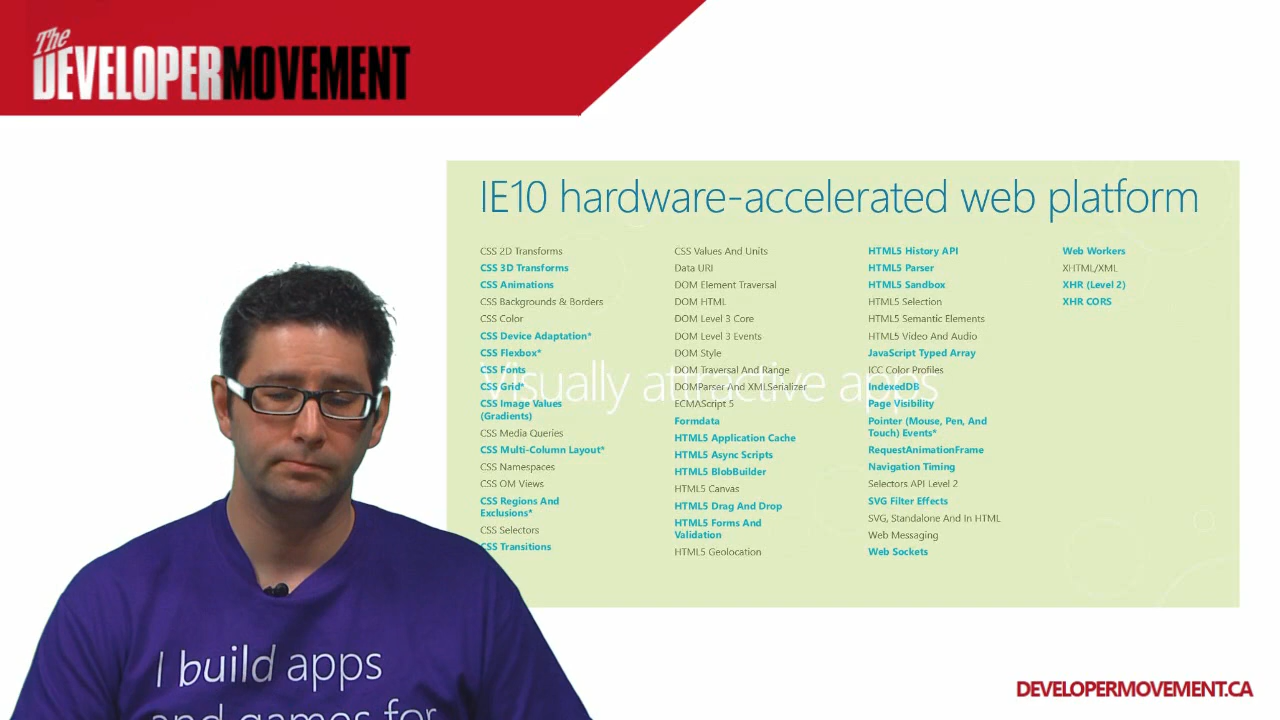 The
DEVELOPERMOVEMENT
IE10 hardware-accelerated web platform
CSS 2D Transforms
CSS 3D Transforms
CSS Animations
CSS Backgrounds & Borders
CSS Color
CSS Device Adaptation*
CSS Flexbox*
CSS Fonts
CSS Grid*
CSS Image Values
(Gradients)
CSS Media Queries
CSS Multi-Column Layout*
CSS Namespaces
CSS OM Views
CSS Regions And
Exclusions*
CSS Selectors
CSS Transitions
CSS Values And Units
Data URI
DOM Element Traversal
DOM HTML
DOM Level 3 Core
DOM Level 3 Events
DOM Style
DOM Traversal And Range
DOMParser And XMLSerializer
ECMAScript 5
Formdata
HTML5 Application Cache
HTML5 Async Scripts
HTML5 BlobBuilder
HTML5 Canvas
HTML5 Drag And Drop
HTML5 Forms And
Validation
HTML5 Geolocation
HTML5 History API
HTML5 Parser
HTML5 Sandbox
HTML5 Selection
HTML5 Semantic Elements
HTML5 Video And Audio
JavaScript Typed Array
ICC Color Profiles
IndexedDB
Page Visibility
Pointer (Mouse, Pen, And
Touch) Events*
RequestAnimationFrame
Navigation Timing
Selectors API Level 2
SVG Filter Effects
SVG, Standalone And In HTML
Web Messaging
Web Sockets
Web Workers
XHTML/XML
XHR (Level 2)
XHR CORS
Visually attractive apps
I build apps
and games for
DEVELOPERMOVEMENT.CA